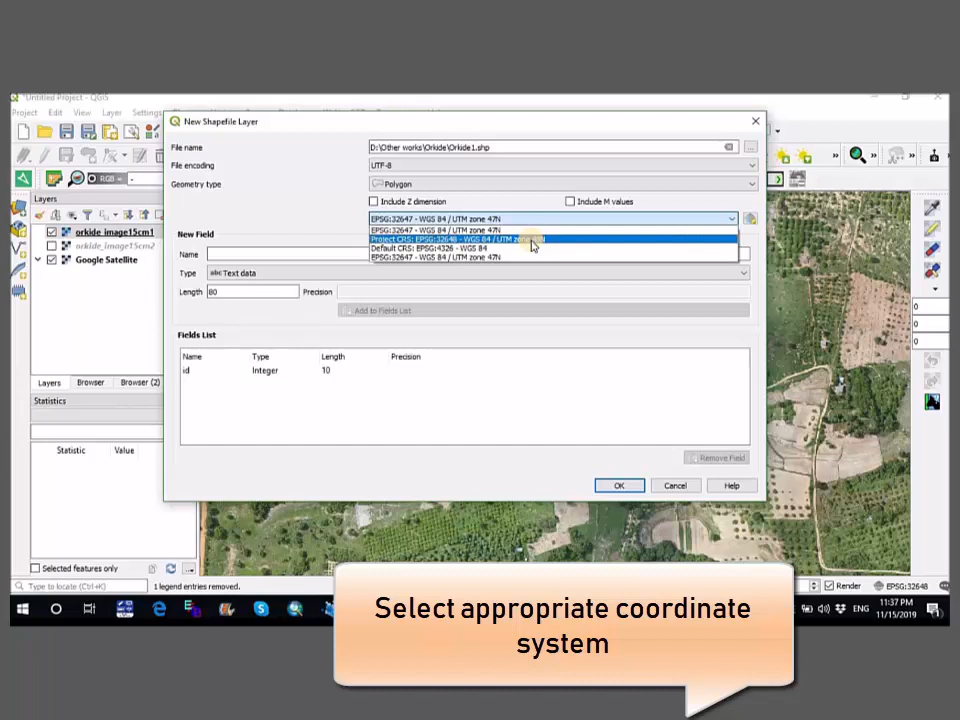 *Untitled Project - QGIS
Project Edit View Layer Settings
New Shapefile Layer
File name D:\Other works\Orkide\Orkide1.shp
File encoding UTF-8
Geometry type Polygon
Include Z dimension Include M values
EPSG:32647 - WGS 84 / UTM zone 47N
EPSG:32647 - WGS 84 / UTM zone 47N
Project CRS: EPSG:32648 - WGS 84 / UTM zone
Default CRS: EPSG:4326 - WGS 84
EPSG:32647 - WGS 84 / UTM zone 47N
New Field
Name
Type abc Text data
Length 80 Precision
Add to Fields List
Fields List
Name Type Length Precision
id Integer 10
Remove Field
OK Cancel Help
RGB
Layers
orkide_image15cm1
orkide_image15cm2
Google Satellite
Layers Browser Browser (2)
Statistics
Statistic Value
Selected features only
Type to locate (Ctrl+K) 1 legend entries removed.
Render EPSG:32648
0
0
0
ENG 11:37 PM
11/15/2019
Select appropriate coordinate
system